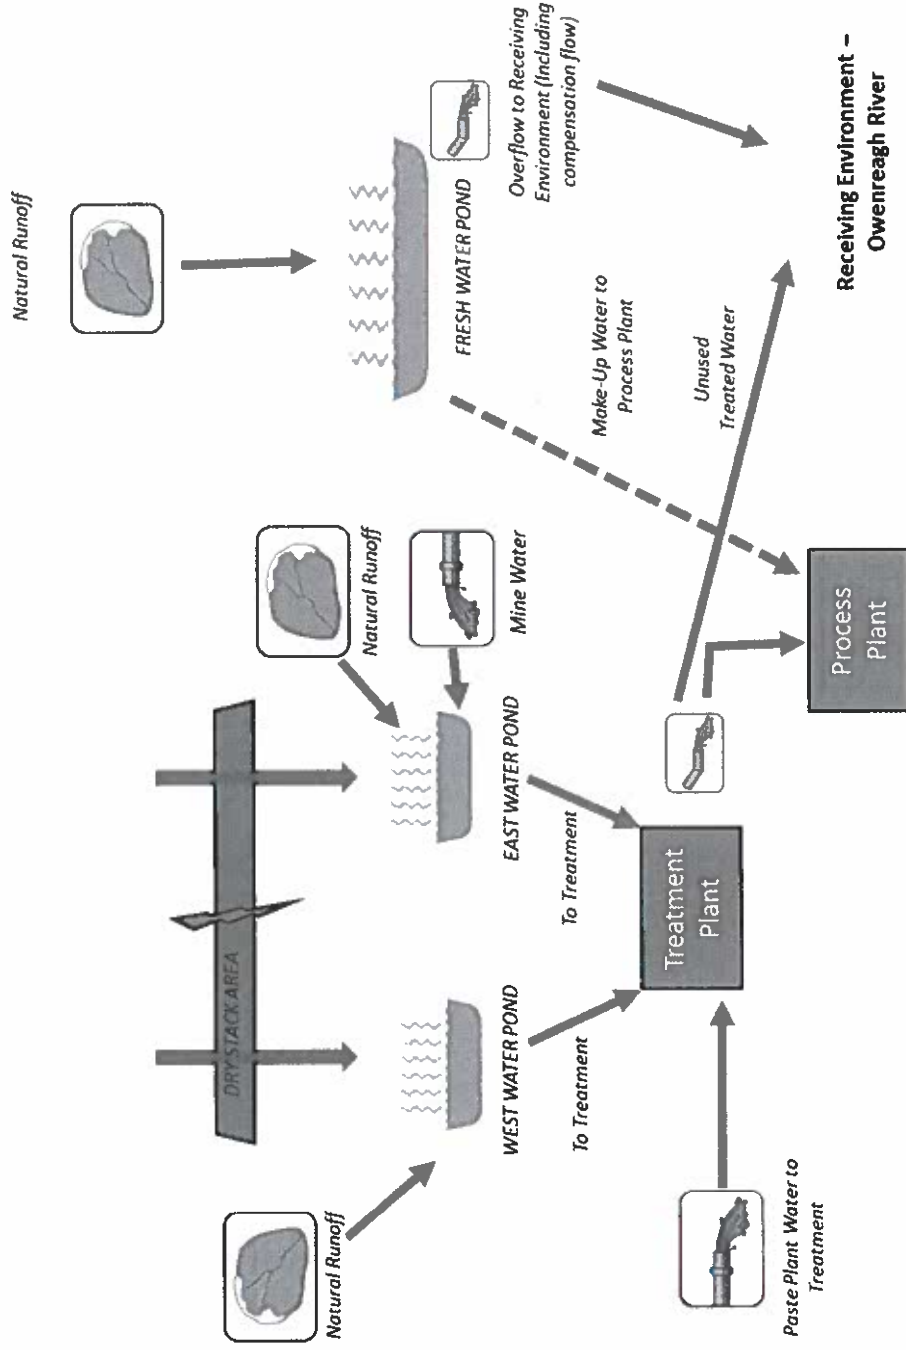 Natural Runoff
DRY STACK AREA
Natural Runoff
Natural Runoff
Mine Water
WEST WATER POND
EAST WATER POND
FRESH WATER POND
Overflow to Receiving
Environment (Including
compensation flow)
To Treatment
To Treatment
Make-Up Water to
Process Plant
Treatment
Plant
Unused
Treated Water
Paste Plant Water to
Treatment
Process
Plant
Receiving Environment –
Owenreagh River